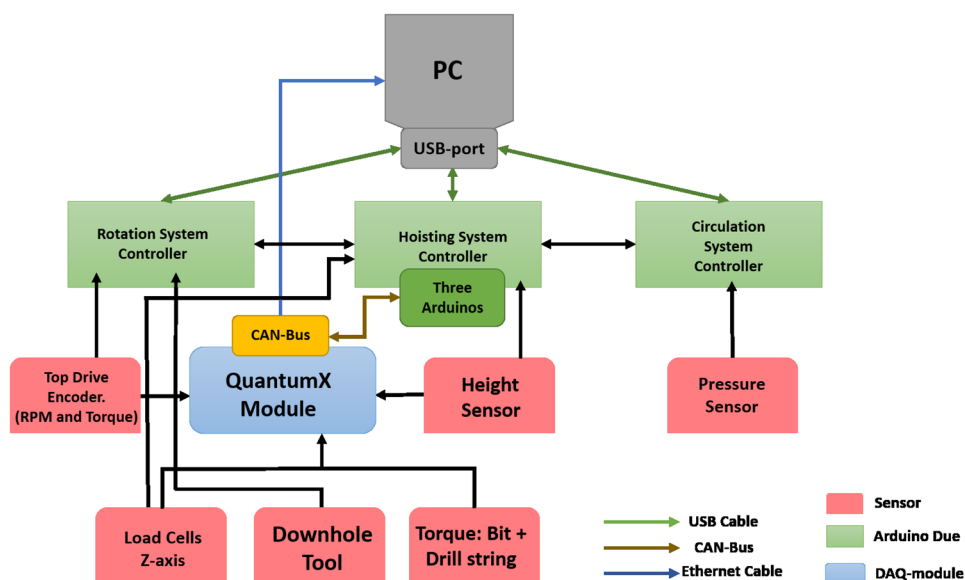 PC
USB-port
Rotation System
Controller
Hoisting System
Controller
Circulation
System
Controller
Three
Arduinos
CAN-Bus
QuantumX
Module
Top Drive
Encoder.
(RPM and Torque)
Height
Sensor
Pressure
Sensor
Load Cells
Z-axis
Downhole
Tool
Torque: Bit +
Drill string
USB Cable
CAN-Bus
Ethernet Cable
Sensor
Arduino Due
DAQ-module